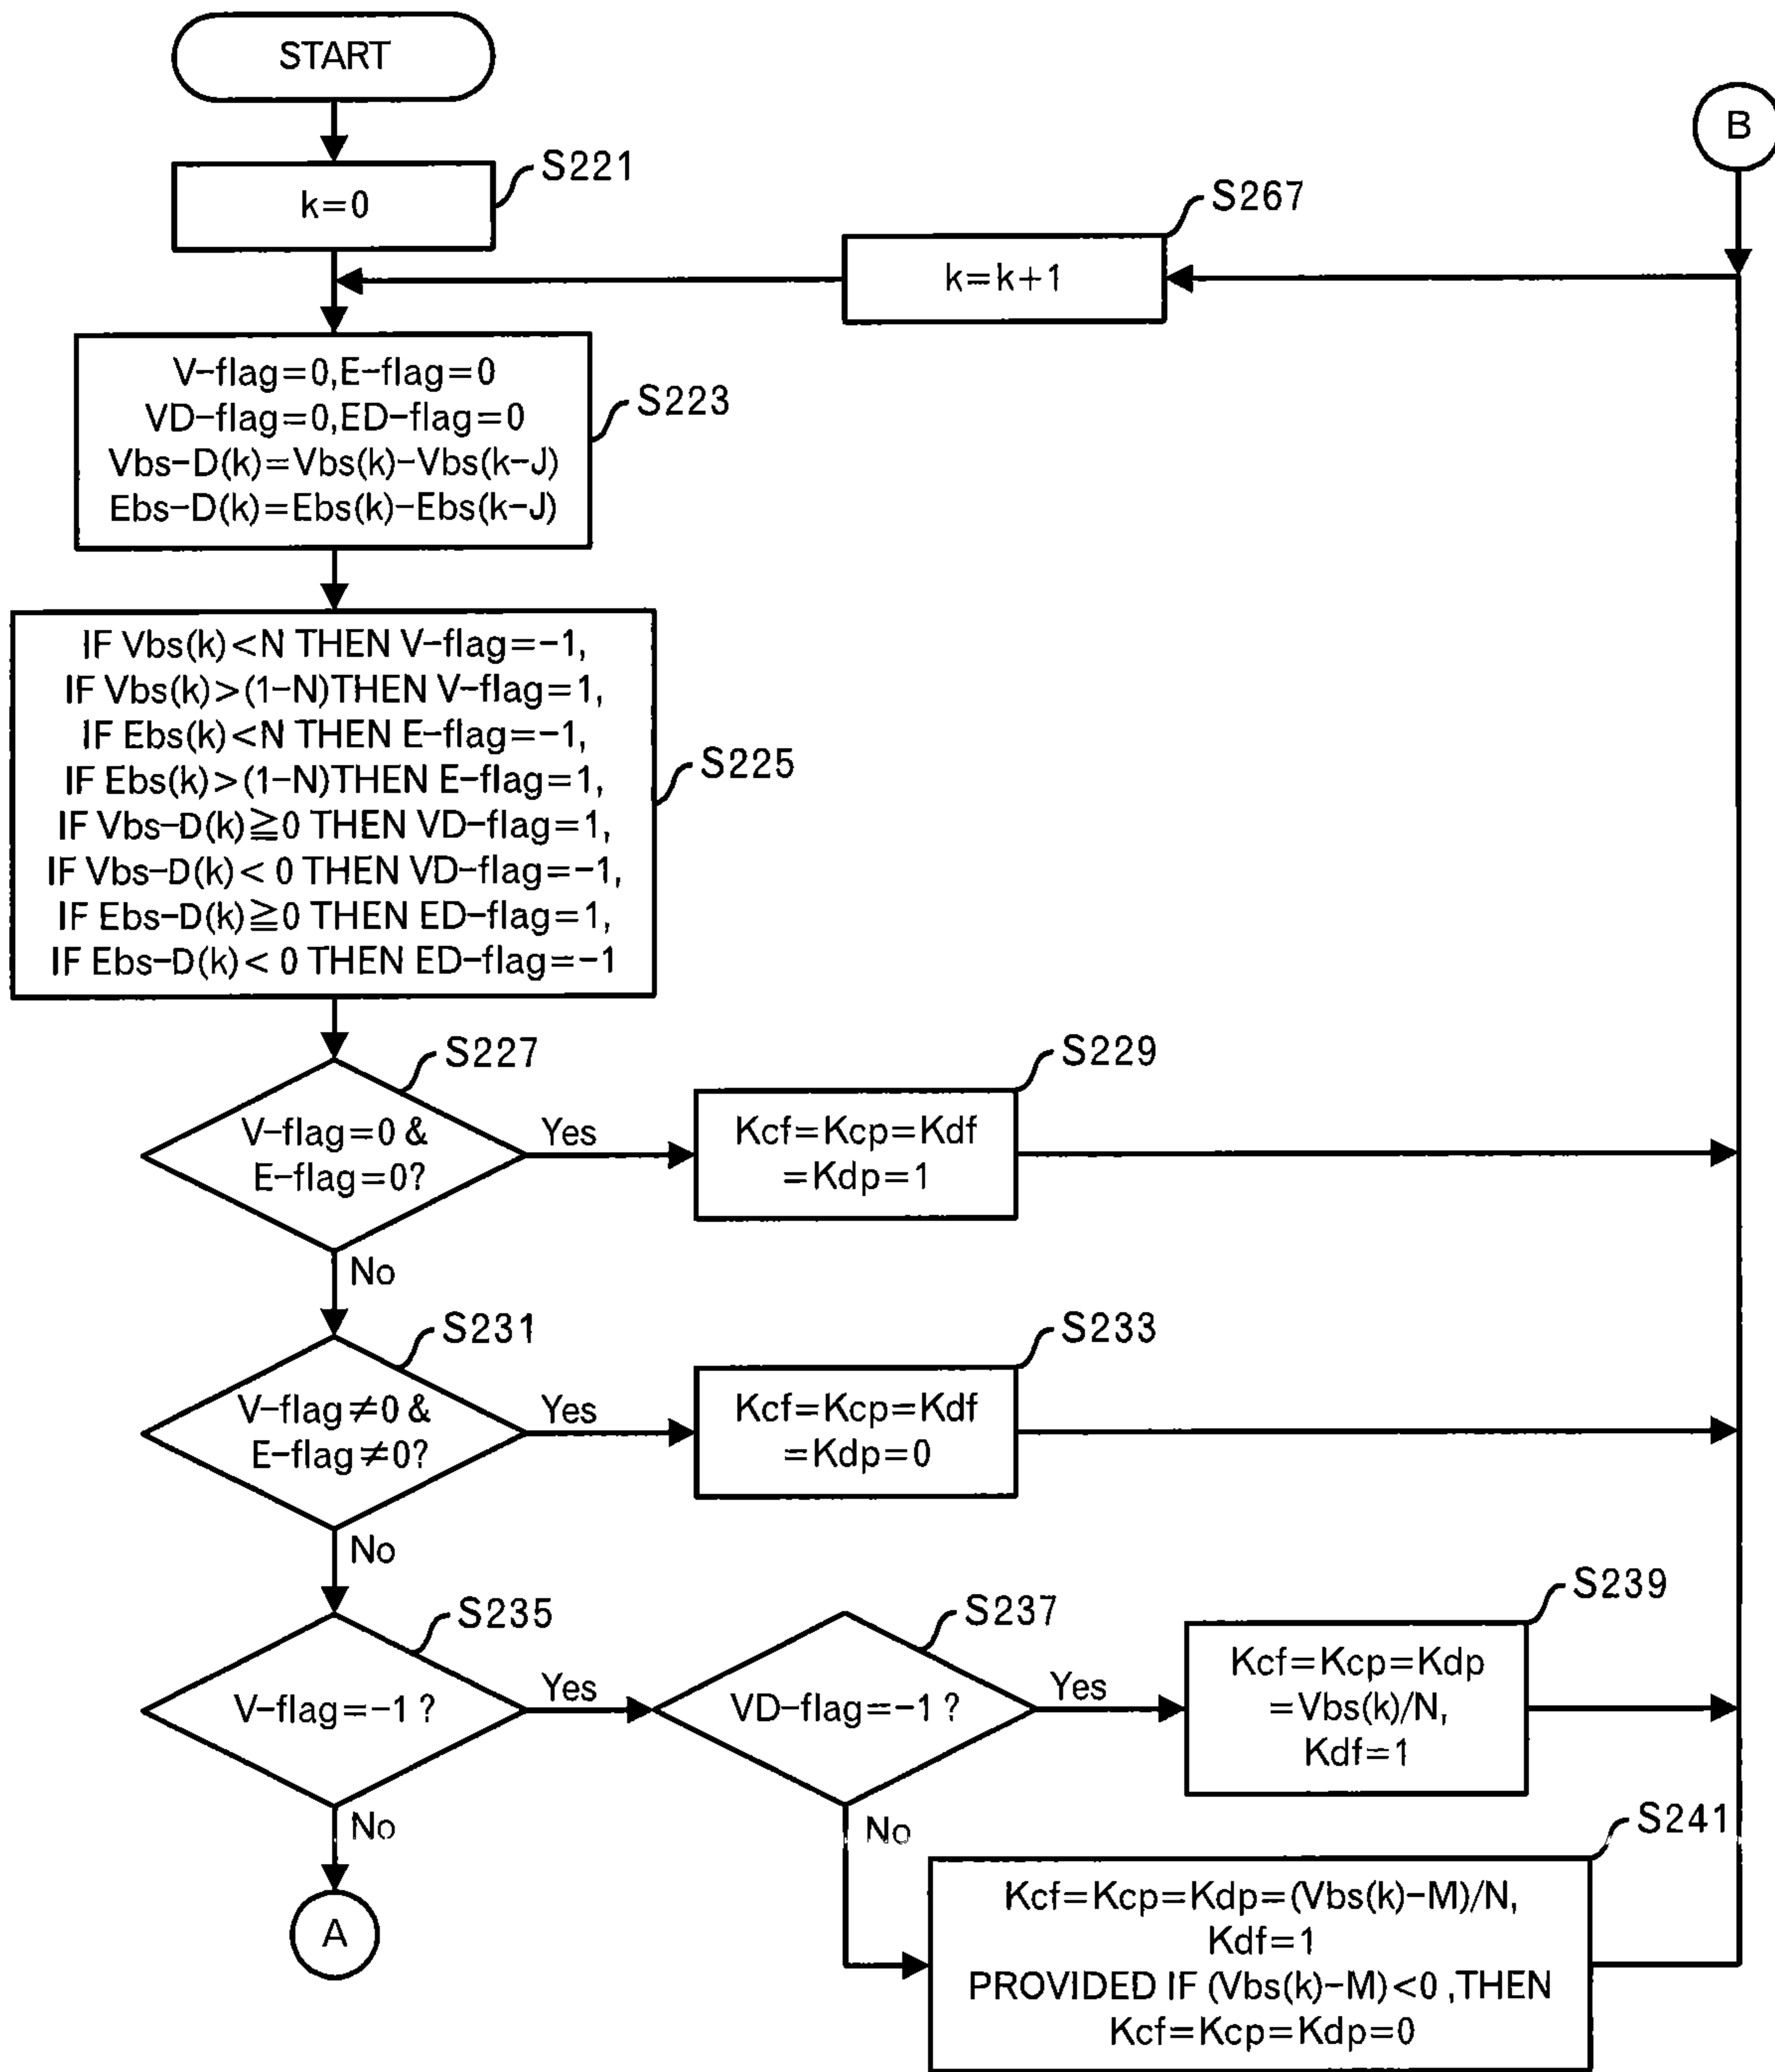 START
B
S221
k=0
S267
k=k+1
V-flag=0,E-flag=0
VD-flag=0,ED-flag=0
Vbs-D(k)=Vbs(k)-Vbs(k-J)
Ebs-D(k)=Ebs(k)-Ebs(k-J)
S223
IF Vbs(k)<N THEN V-flag=-1,
IF Vbs(k)>(1-N)THEN V-flag=1,
IF Ebs(k)<N THEN E-flag=-1,
IF Ebs(k)>(1-N)THEN E-flag=1,
IF Vbs-D(k)≧0 THEN VD-flag=1,
IF Vbs-D(k)< 0 THEN VD-flag=-1,
IF Ebs-D(k)≧0 THEN ED-flag=1,
IF Ebs-D(k)< 0 THEN ED-flag=-1
S225
S227
V-flag=0 &
E-flag=0?
Yes
S229
Kcf=Kcp=Kdf
=Kdp=1
No
S231
V-flag≠0 &
E-flag≠0?
Yes
S233
Kcf=Kcp=Kdf
=Kdp=0
No
S235
V-flag=-1 ?
Yes
S237
VD-flag=-1 ?
Yes
S239
Kcf=Kcp=Kdp
=Vbs(k)/N,
Kdf=1
No
A
No
S241
Kcf=Kcp=Kdp=(Vbs(k)-M)/N,
Kdf=1
PROVIDED IF (Vbs(k)-M)<0 ,THEN
Kcf=Kcp=Kdp=0